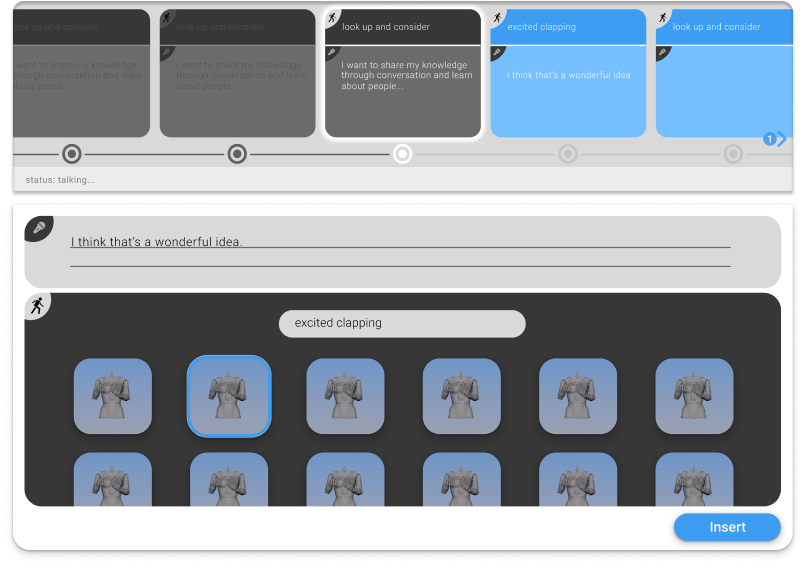 ook up and consider
look up and consider
look up and consider
excited clapping
look up and consider
want to share my knowledge
through conversation and learn
about people...
I want to share my knowledge
through conversation and learn
about people...
I want to share my knowledge
through conversation and learn
about people...
I think that's a wonderful idea
1
status: talking...
I think that's a wonderful idea.
excited clapping
Insert